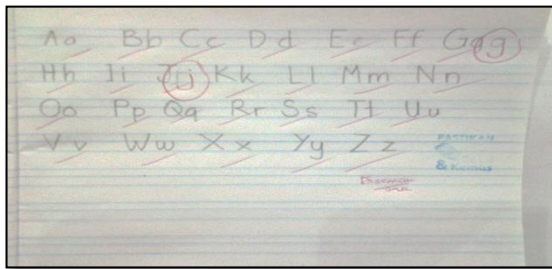 Aa Bb Cc Dd Ee Ff Gg
Hh Ii Jj Kk Ll Mm Nn
Oo Pp Qq Rr Ss Tt Uu
Vv Ww Xx Yy Zz